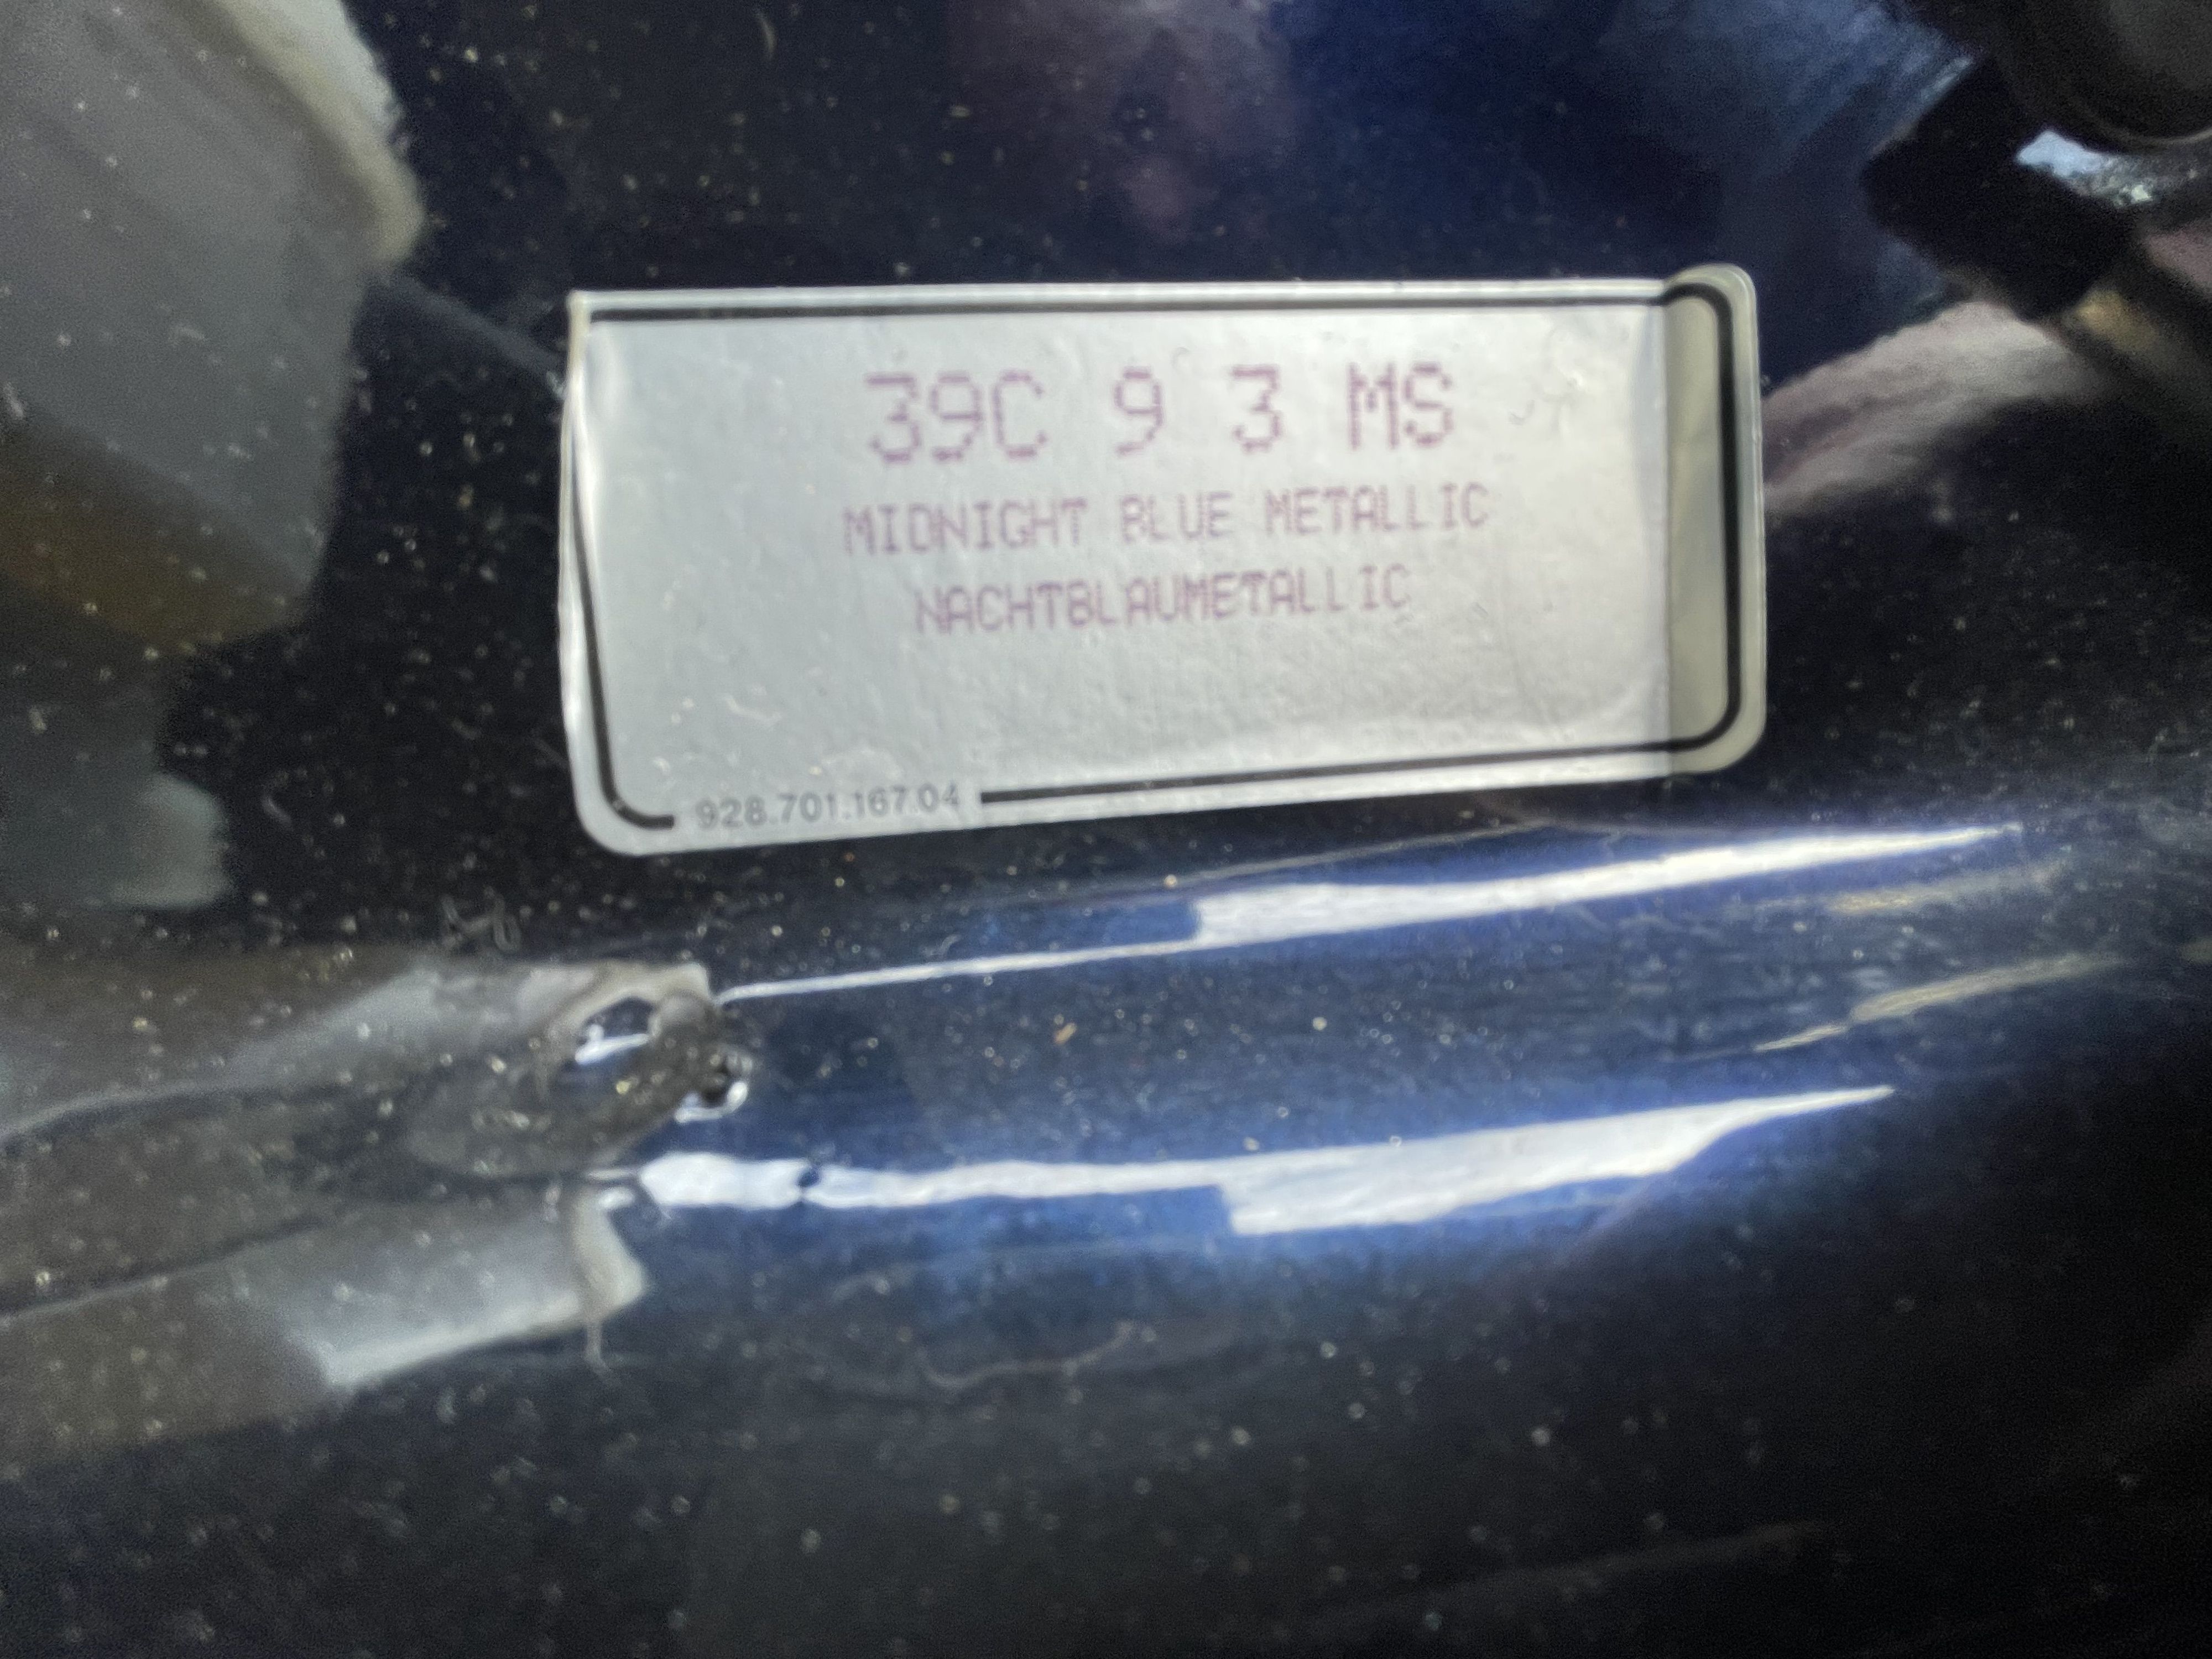 39C 9 3 MS
MIDNIGHT BLUE METALLIC
NACHTBLAUMETALLIC
928.701.167.04